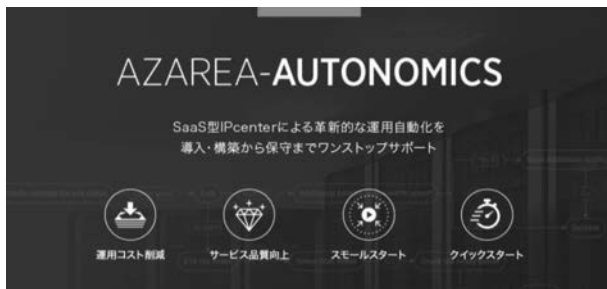 AZAREA-AUTONOMICS
SaaS型IPcenterによる革新的な運用自動化を
導入・構築から保守までワンストップサポート
運用コスト削減
サービス品質向上
スモールスタート
クイックスタート